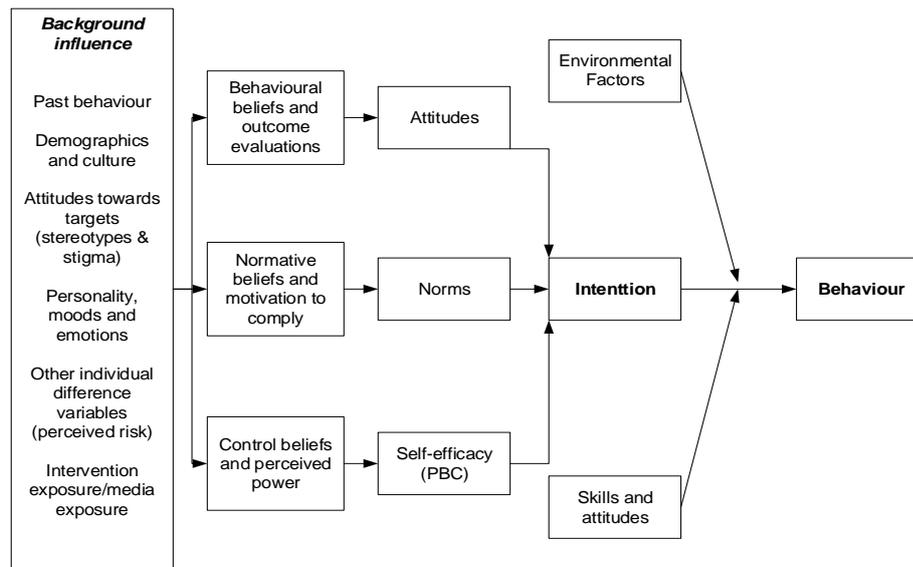 Background
influence
Past behaviour
Demographics
and culture
Attitudes towards
targets
(stereotypes &
stigma)
Personality,
moods and
emotions
Other individual
difference
variables
(perceived risk)
Intervention
exposure/media
exposure
Behavioural
beliefs and
outcome
evaluations
Normative
beliefs and
motivation to
comply
Control beliefs
and perceived
power
Attitudes
Norms
Self-efficacy
(PBC)
Environmental
Factors
Intenttion
Skills and
attitudes
Behaviour